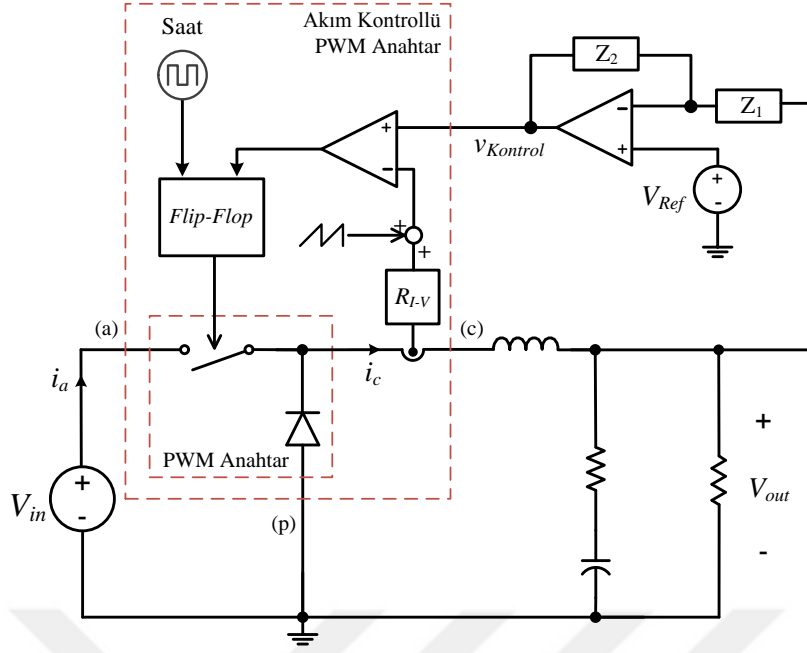 Saat
Akım Kontrollü
PWM Anahtar
Z2
Z1
+
-
-
+
vKontrol
VRef
+
-
Flip-Flop
+
+
RI-V
(a)
(c)
ia
ic
PWM Anahtar
Vin
+
-
(p)
+
Vout
-